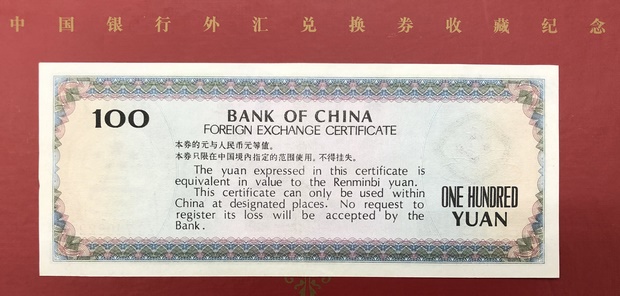 中国银行外汇兑换券收藏纪念
100
BANK OF CHINA
FOREIGN EXCHANGE CERTIFICATE
本券的元与人民币元等值。
本券只限在中国境内指定的范围使用，不得挂失。
The yuan expressed in this certificate is
equivalent in value to the Renminbi yuan.
This certificate can only be used within
China at designated places. No request to
register its loss will be accepted by the
Bank.
ONE HUNDRED
YUAN